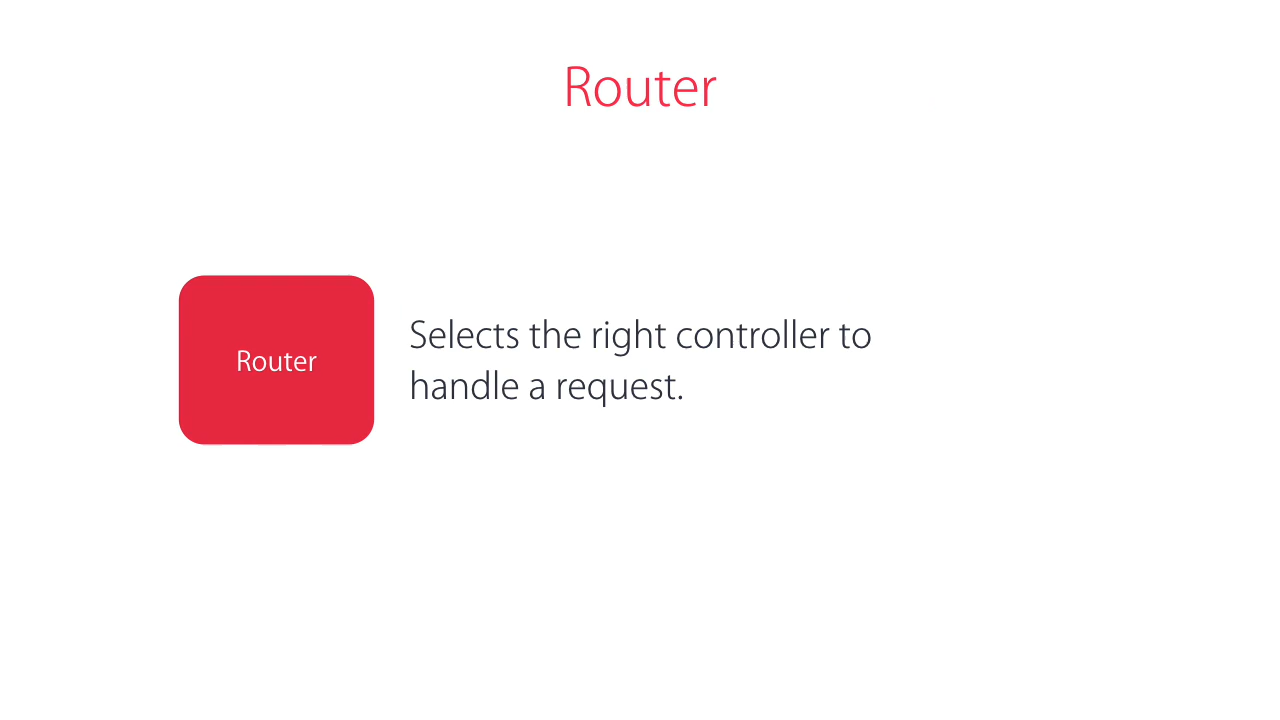 Router
Router
Selects the right controller to
handle a request.